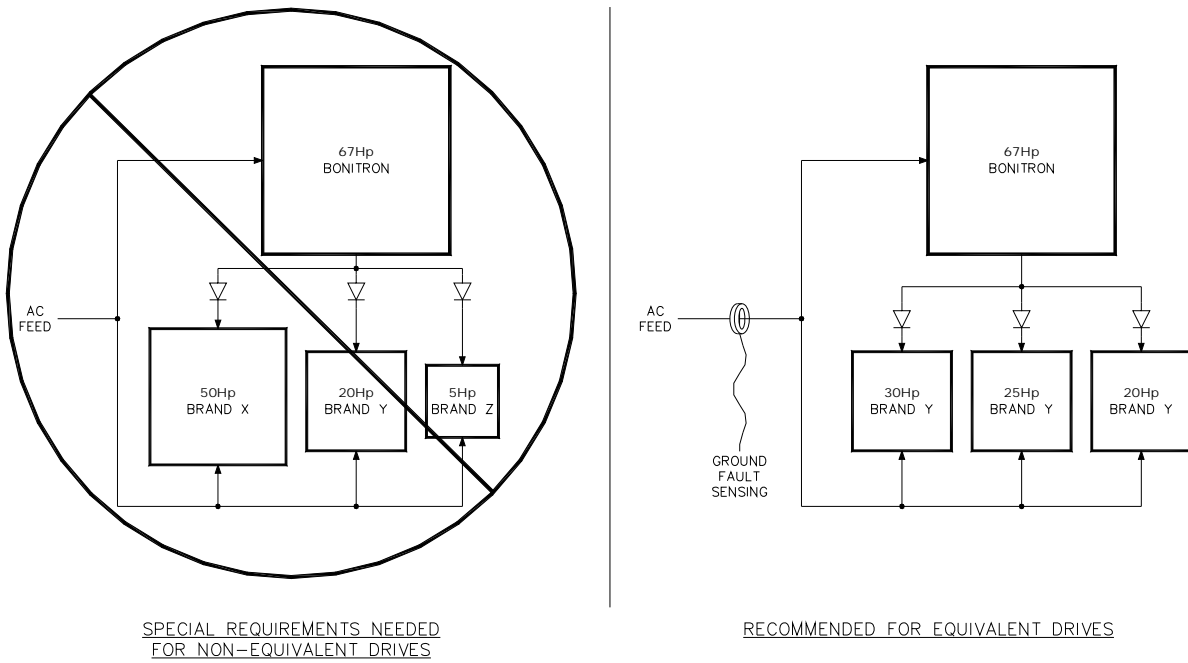 67Hp
BONITRON
AC
FEED
50Hp
BRAND X
20Hp
BRAND Y
5Hp
BRAND Z
SPECIAL REQUIREMENTS NEEDED
FOR NON-EQUIVALENT DRIVES
67Hp
BONITRON
AC
FEED
30Hp
BRAND Y
25Hp
BRAND Y
20Hp
BRAND Y
GROUND
FAULT
SENSING
RECOMMENDED FOR EQUIVALENT DRIVES